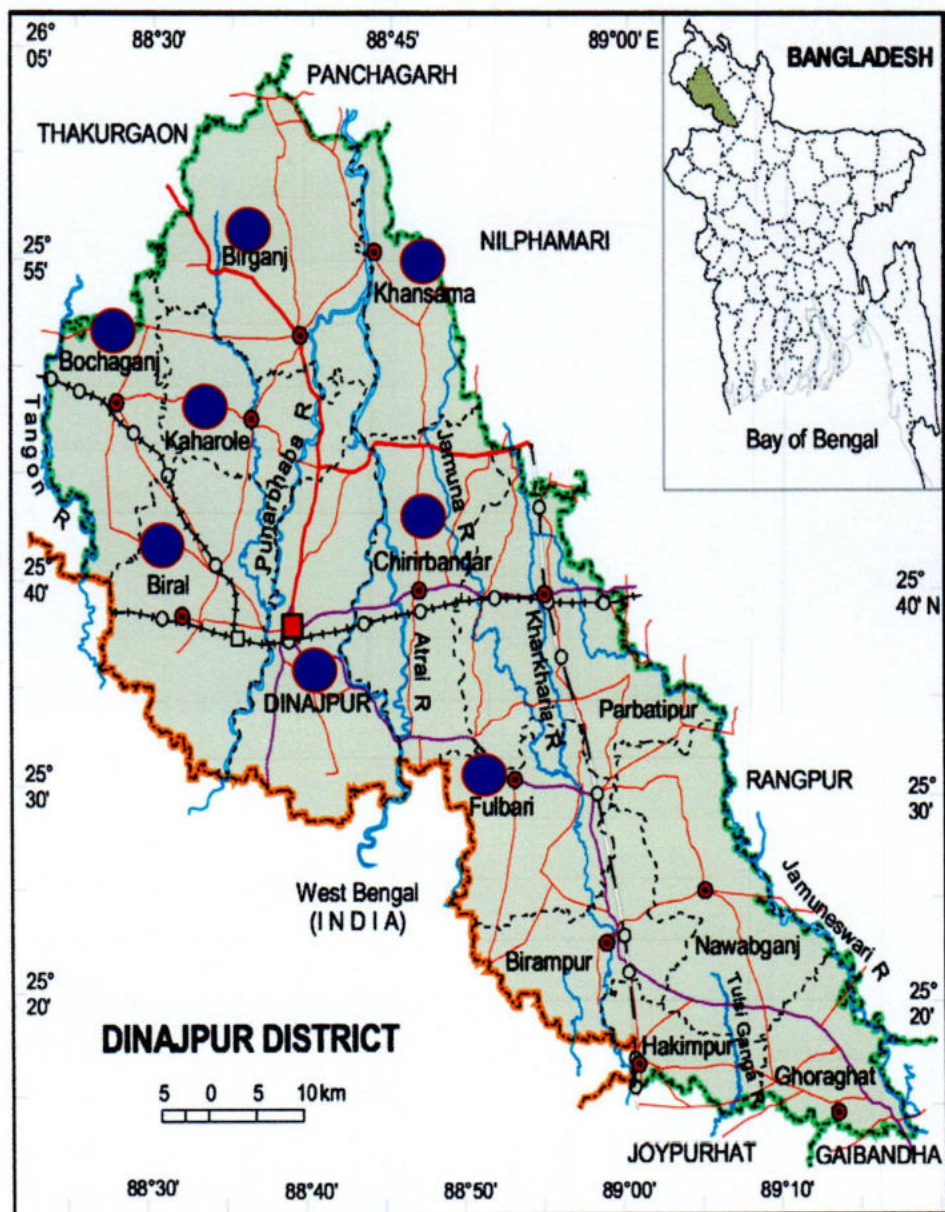 26°
05'
88°30'
88°45'
89°00' E
PANCHAGARH
BANGLADESH
THAKURGAON
25°
55'
NILPHAMARI
Birganj
Khansama
Bochaganj
Kaharole
Tangon R
Punarbhaba R
Jamuna R
Bay of Bengal
25°
40'
Biral
Chirirbandar
25°
40' N
Atrai R
Kharkharia R
DINAJPUR
Parbatipur
25°
30'
Fulbari
RANGPUR
25°
30'
West Bengal
(INDIA)
Jamuneswari R
Birampur
Nawabganj
25°
20'
Tulsi Ganga R
25°
20'
DINAJPUR DISTRICT
Hakimpur
Ghoraghat
5 0 5 10 km
JOYPURHAT
GAIBANDHA
88°30'
88°40'
88°50'
89°00'
89°10'